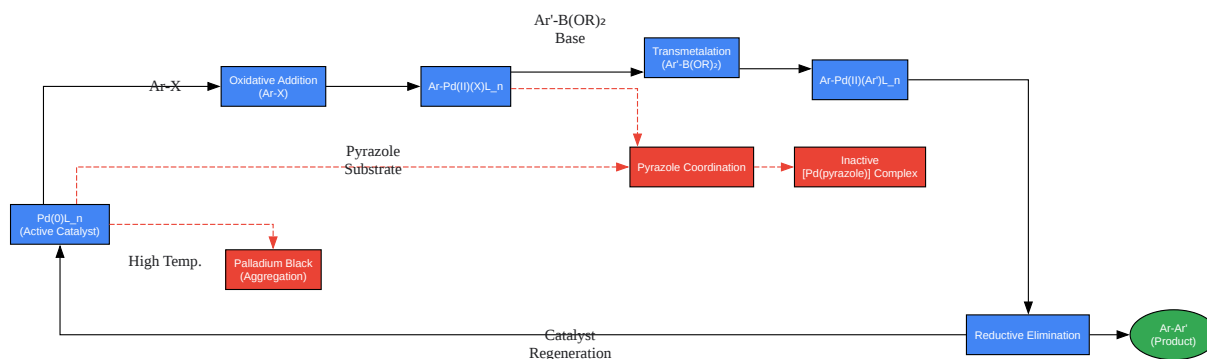 Ar'-B(OR)₂
Base
Transmetalation
(Ar'-B(OR)₂)
Ar-X
Oxidative Addition
(Ar-X)
Ar-Pd(II)(X)L_n
Ar-Pd(II)(Ar')L_n
Pyrazole
Substrate
Pyrazole Coordination
Inactive
[Pd(pyrazole)] Complex
Pd(0)L_n
(Active Catalyst)
High Temp.
Palladium Black
(Aggregation)
Catalyst
Regeneration
Reductive Elimination
Ar-Ar'
(Product)